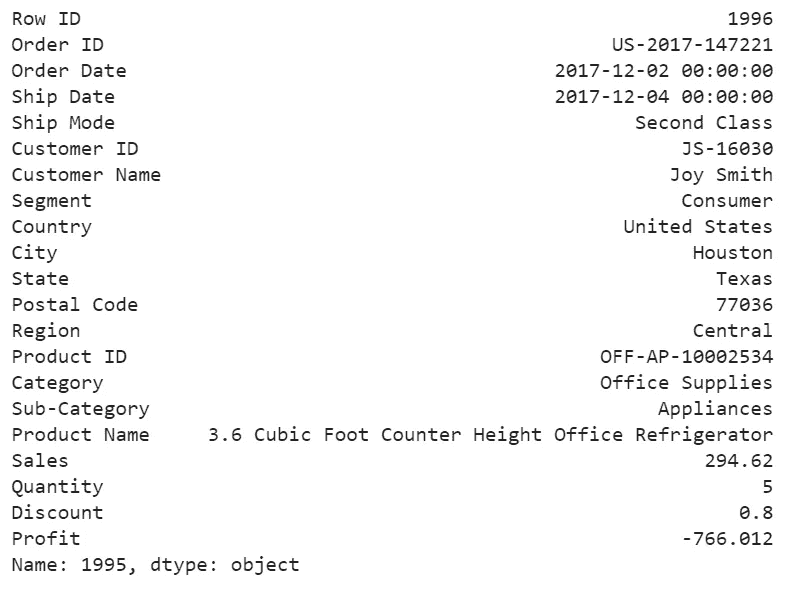 Row ID 1996
Order ID US-2017-147221
Order Date 2017-12-02 00:00:00
Ship Date 2017-12-04 00:00:00
Ship Mode Second Class
Customer ID JS-16030
Customer Name Joy Smith
Segment Consumer
Country United States
City Houston
State Texas
Postal Code 77036
Region Central
Product ID OFF-AP-10002534
Category Office Supplies
Sub-Category Appliances
Product Name 3.6 Cubic Foot Counter Height Office Refrigerator
Sales 294.62
Quantity 5
Discount 0.8
Profit -766.012
Name: 1995, dtype: object